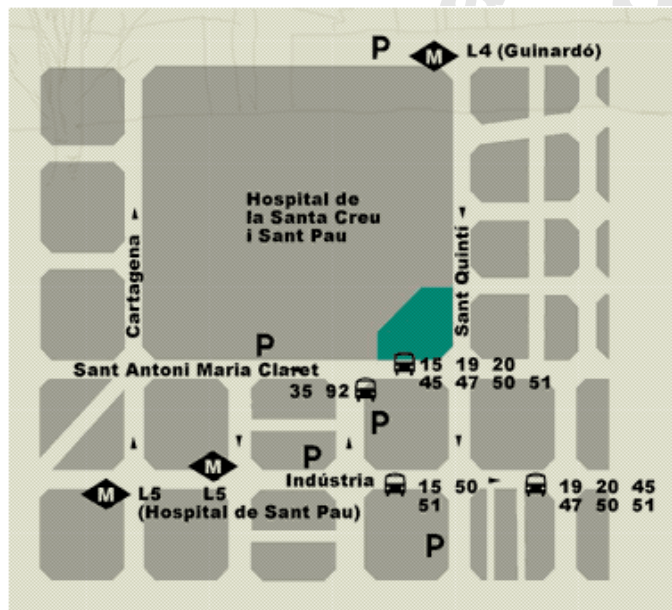 P
M L4 (Guinardó)
Hospital de
la Santa Creu
i Sant Pau
Cartagena
Sant Quintí
P
Sant Antoni Maria Claret
15 19 20
45 47 50 51
35 92
P
M
P
Indústria
15 50
51
19 20 45
47 50 51
M L5
L5
(Hospital de Sant Pau)
P